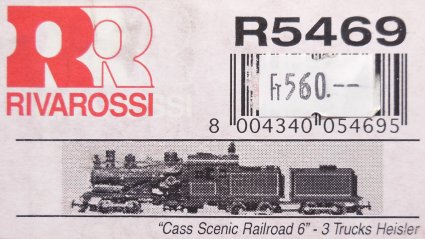 RR
RIVAROSSI
R5469
Fr 560.--
8 004340 054695
"Cass Scenic Railroad 6" - 3 Trucks Heisler